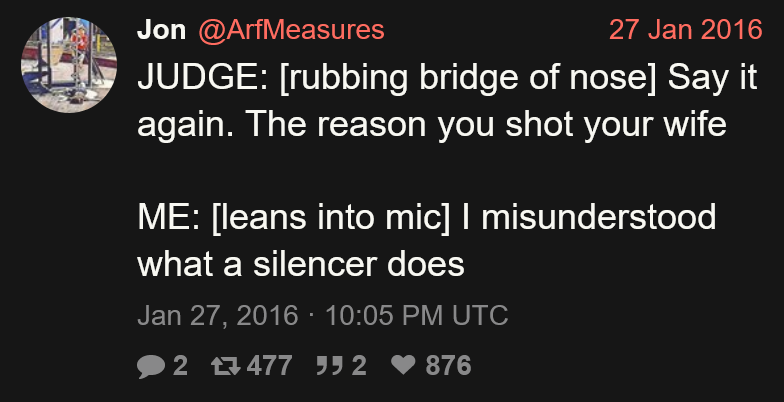 Jon @ArfMeasures 27 Jan 2016
JUDGE: [rubbing bridge of nose] Say it
again. The reason you shot your wife
ME: [leans into mic] I misunderstood
what a silencer does
Jan 27, 2016 · 10:05 PM UTC
2 477 2 876